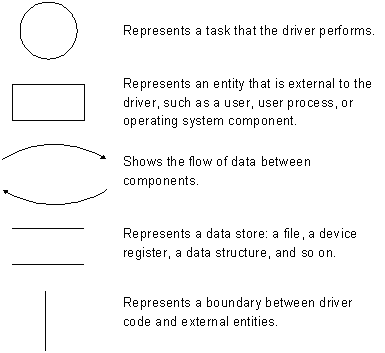 Represents a task that the driver performs.
Represents an entity that is external to the
driver, such as a user, user process, or
operating system component.
Shows the flow of data between
components.
Represents a data store: a file, a device
register, a data structure, and so on.
Represents a boundary between driver
code and external entities.